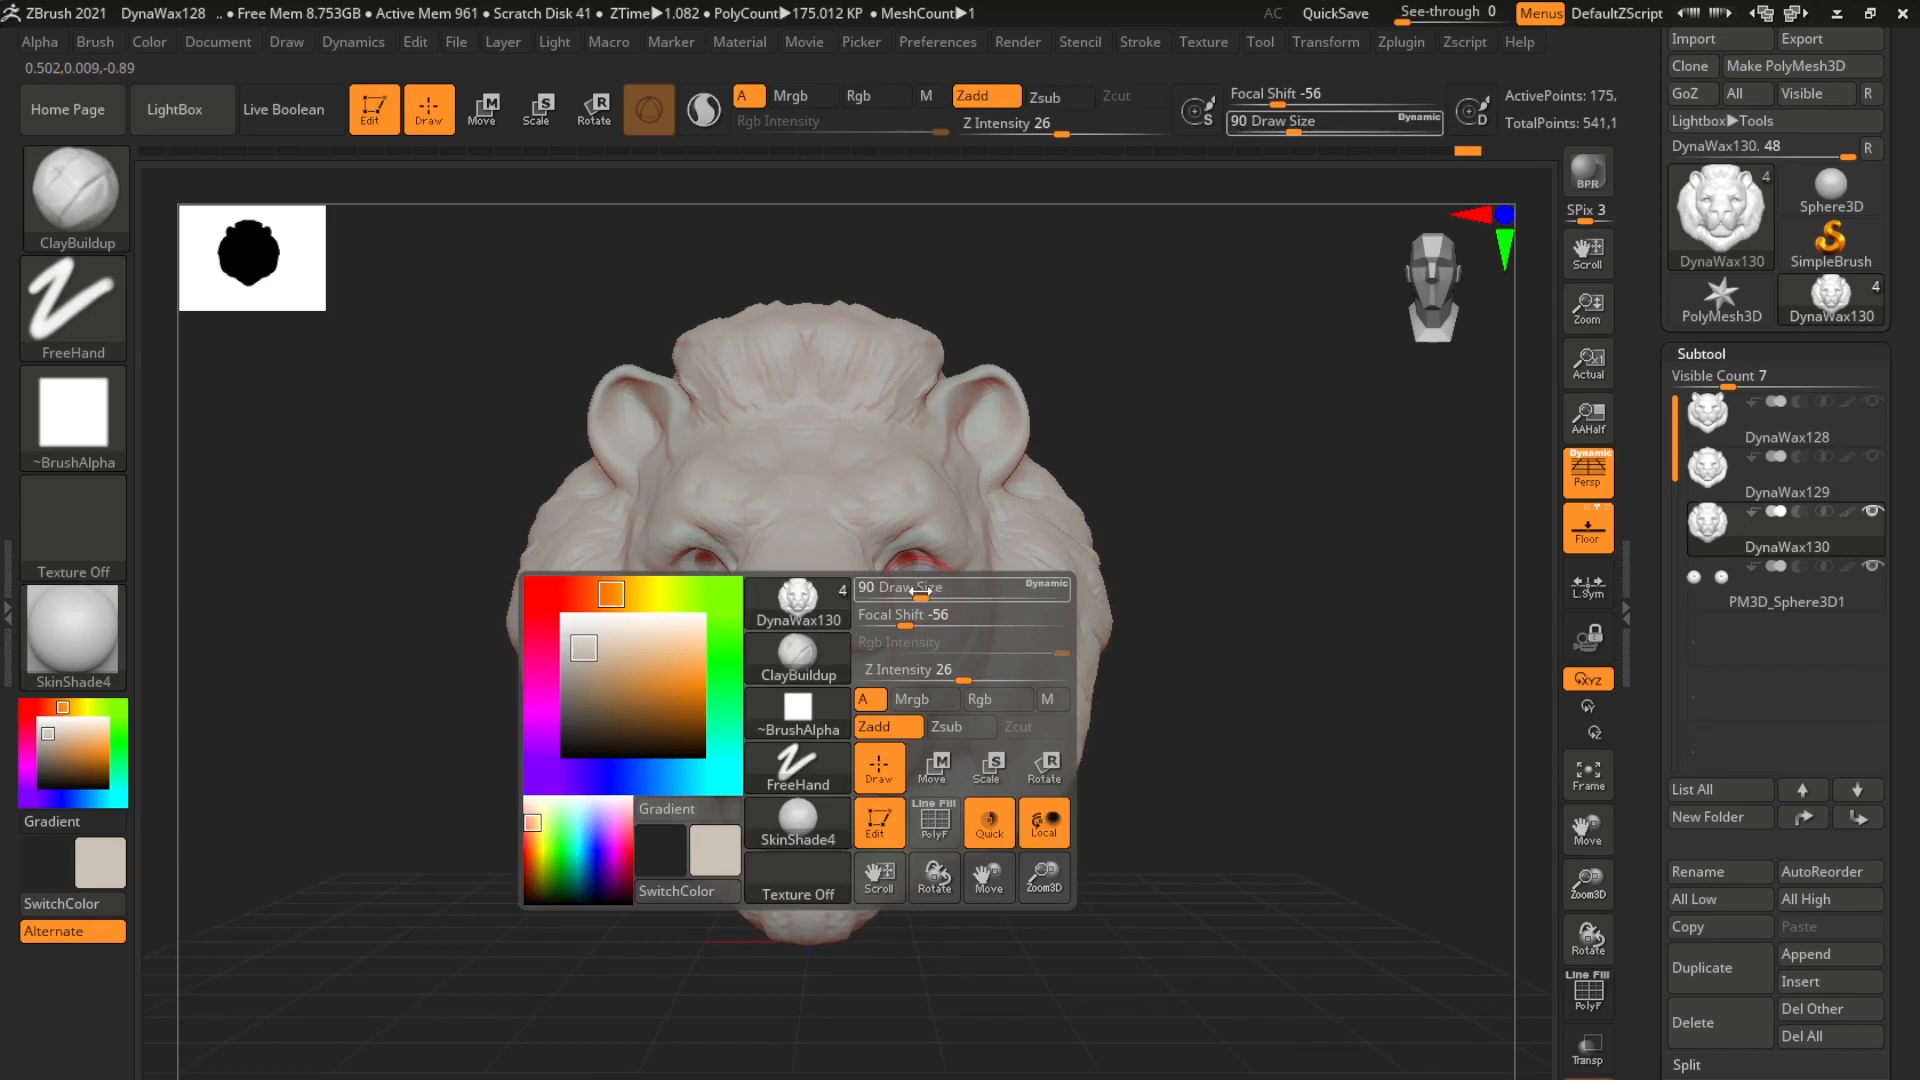 ZBrush 2021 DynaWax128 .. • Free Mem 8.753GB • Active Mem 961 • Scratch Disk 41 • ZTime▶1.082 • PolyCount▶175.012 KP • MeshCount▶1 AC QuickSave See-through 0 Menus DefaultZScript
Alpha Brush Color Document Draw Dynamics Edit File Layer Light Macro Marker Material Movie Picker Preferences Render Stencil Stroke Texture Tool Transform Zplugin Zscript Help
0.502,0.009,-0.89
Home Page LightBox Live Boolean Edit Draw Move Scale Rotate
M S R
A Mrgb Rgb M Zadd Zsub Zcut
Rgb Intensity Z Intensity 26
S Focal Shift -56
90 Draw Size Dynamic
D ActivePoints: 175,
TotalPoints: 541,1
ClayBuildup
FreeHand
~BrushAlpha
Texture Off
SkinShade4
Gradient
SwitchColor
Alternate
DynaWax130 4
ClayBuildup
~BrushAlpha
FreeHand
SkinShade4
Texture Off
Gradient
SwitchColor
90 Draw Size Dynamic
Focal Shift -56
Rgb Intensity
Z Intensity 26
A Mrgb Rgb M
Zadd Zsub Zcut
Draw Move Scale Rotate
M S R
Line Fill
Edit PolyF Quick Local
Scroll Rotate Move Zoom3D
BPR
SPix 3
Scroll
Zoom
Actual
AAHalf
Dynamic
Persp
Floor
L.Sym
XYZ
Frame
Move
Zoom3D
Rotate
Line Fill
PolyF
Transp
Import Export
Clone Make PolyMesh3D
GoZ All Visible R
Lightbox▶Tools
DynaWax130. 48 R
4
DynaWax130
Sphere3D
SimpleBrush
PolyMesh3D
4
DynaWax130
Subtool
Visible Count 7
DynaWax128
DynaWax129
DynaWax130
PM3D_Sphere3D1
List All
New Folder
Rename AutoReorder
All Low All High
Copy Paste
Duplicate Append
Insert
Delete Del Other
Del All
Split